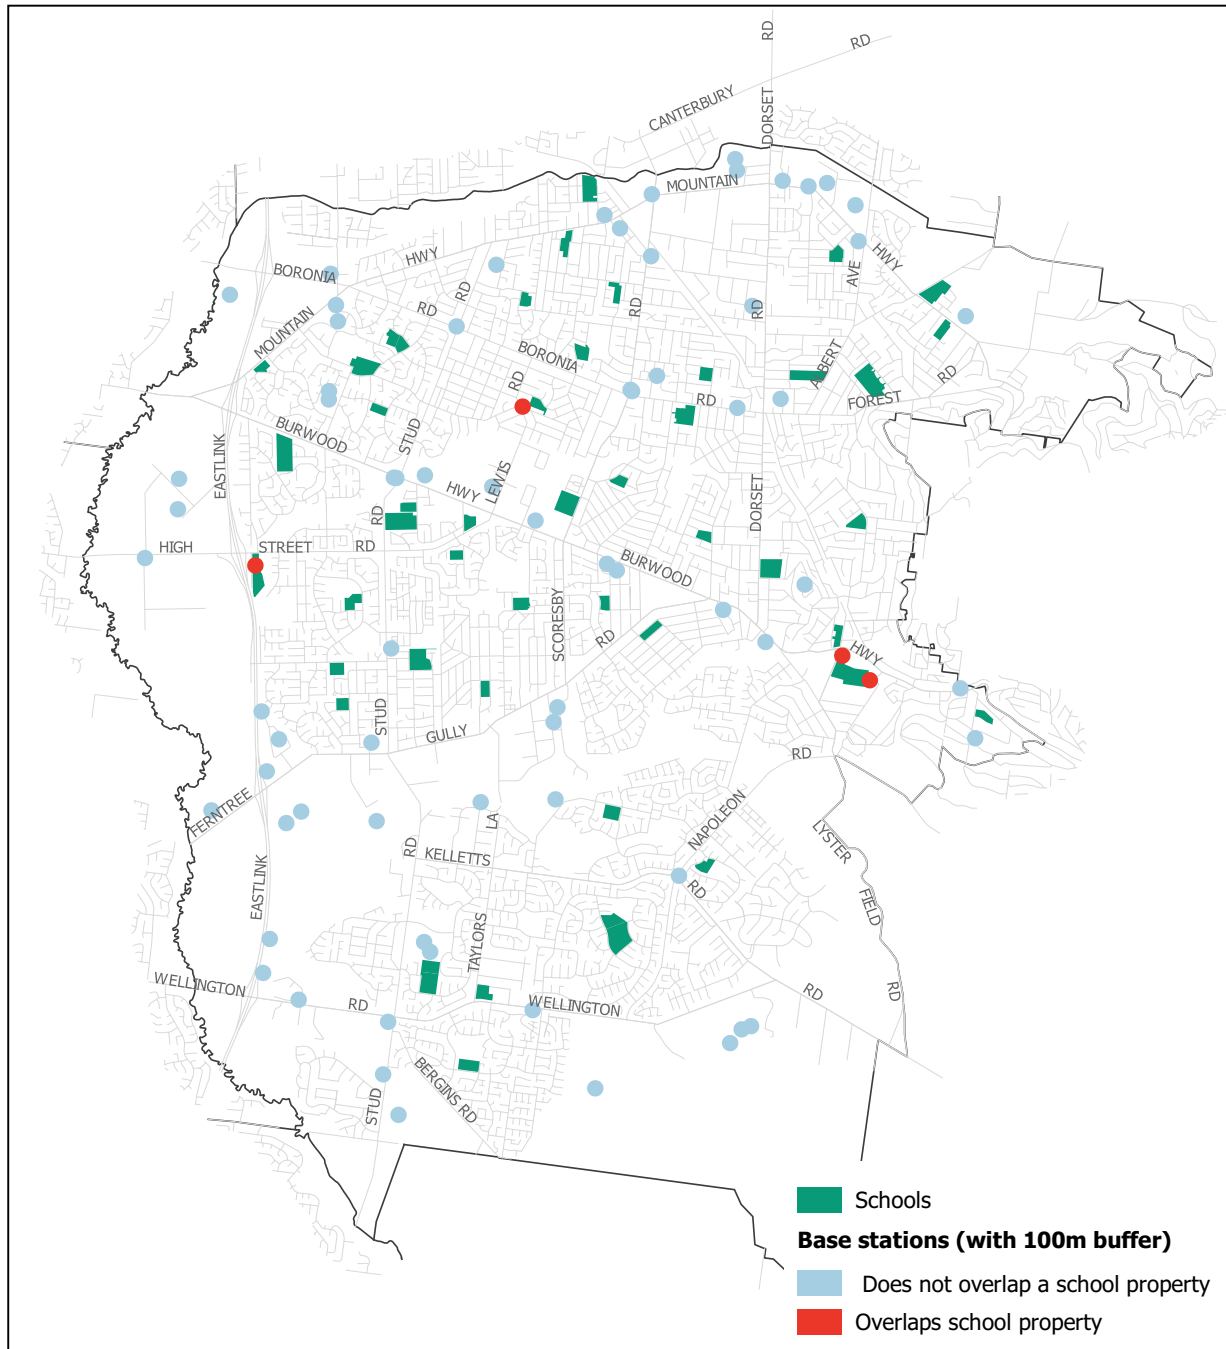 RD
RD
CANTERBURY
DORSET
MOUNTAIN
HWY
BORONIA
HWY
AVE
RD
RD
RD
RD
MOUNTAIN
BORONIA
ALBERT
RD
RD
RD
FOREST
BURWOOD
STUD
EASTLINK
LEWIS
HWY
DORSET
RD
HIGH
STREET
RD
BURWOOD
SCORESBY
RD
HWY
STUD
GULLY
RD
FERNTREE
LA
NAPOLEON
LYSTER
RD
KELLETTS
RD
EASTLINK
FIELD
TAYLORS
WELLINGTON
RD
WELLINGTON
RD
RD
BERGINS RD
STUD
Schools
Base stations (with 100m buffer)
Does not overlap a school property
Overlaps school property